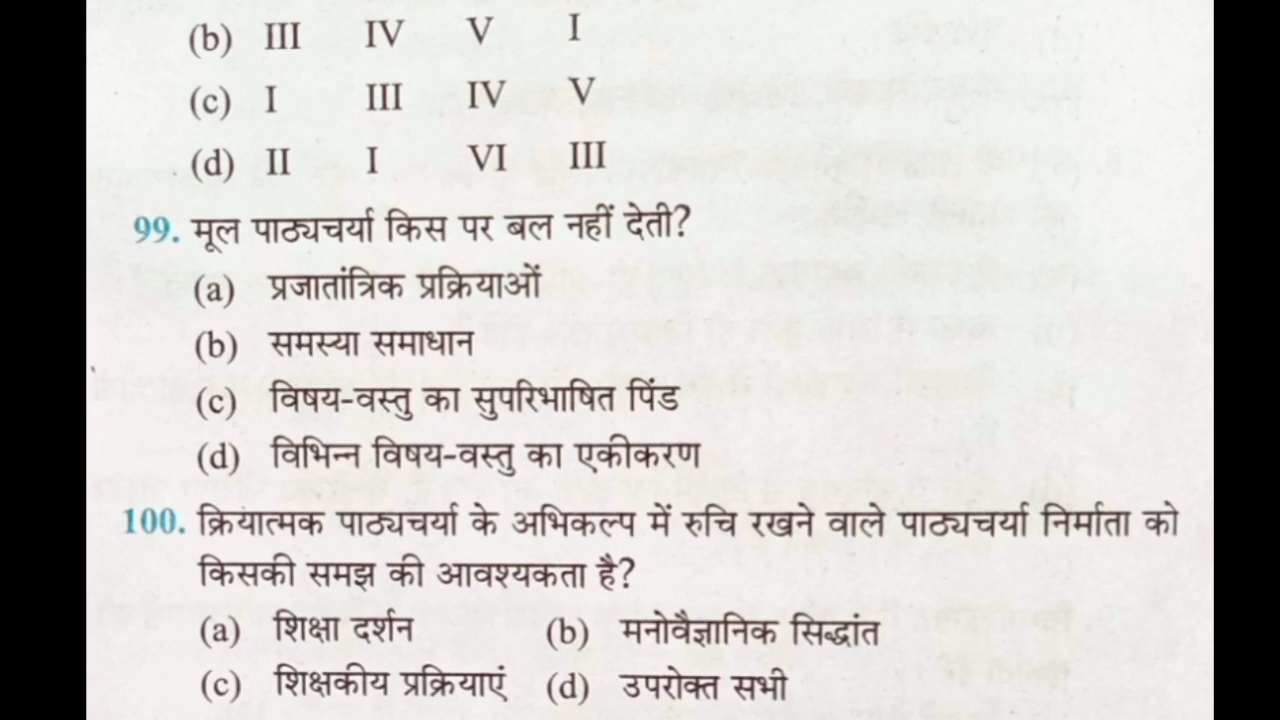 (b) III IV V I
(c) I III IV V
(d) II I VI III
99. मूल पाठ्यचर्या किस पर बल नहीं देती?
(a) प्रजातांत्रिक प्रक्रियाओं
(b) समस्या समाधान
(c) विषय-वस्तु का सुपरिभाषित पिंड
(d) विभिन्न विषय-वस्तु का एकीकरण
100. क्रियात्मक पाठ्यचर्या के अभिकल्प में रुचि रखने वाले पाठ्यचर्या निर्माता को
किसकी समझ की आवश्यकता है?
(a) शिक्षा दर्शन (b) मनोवैज्ञानिक सिद्धांत
(c) शिक्षकीय प्रक्रियाएं (d) उपरोक्त सभी